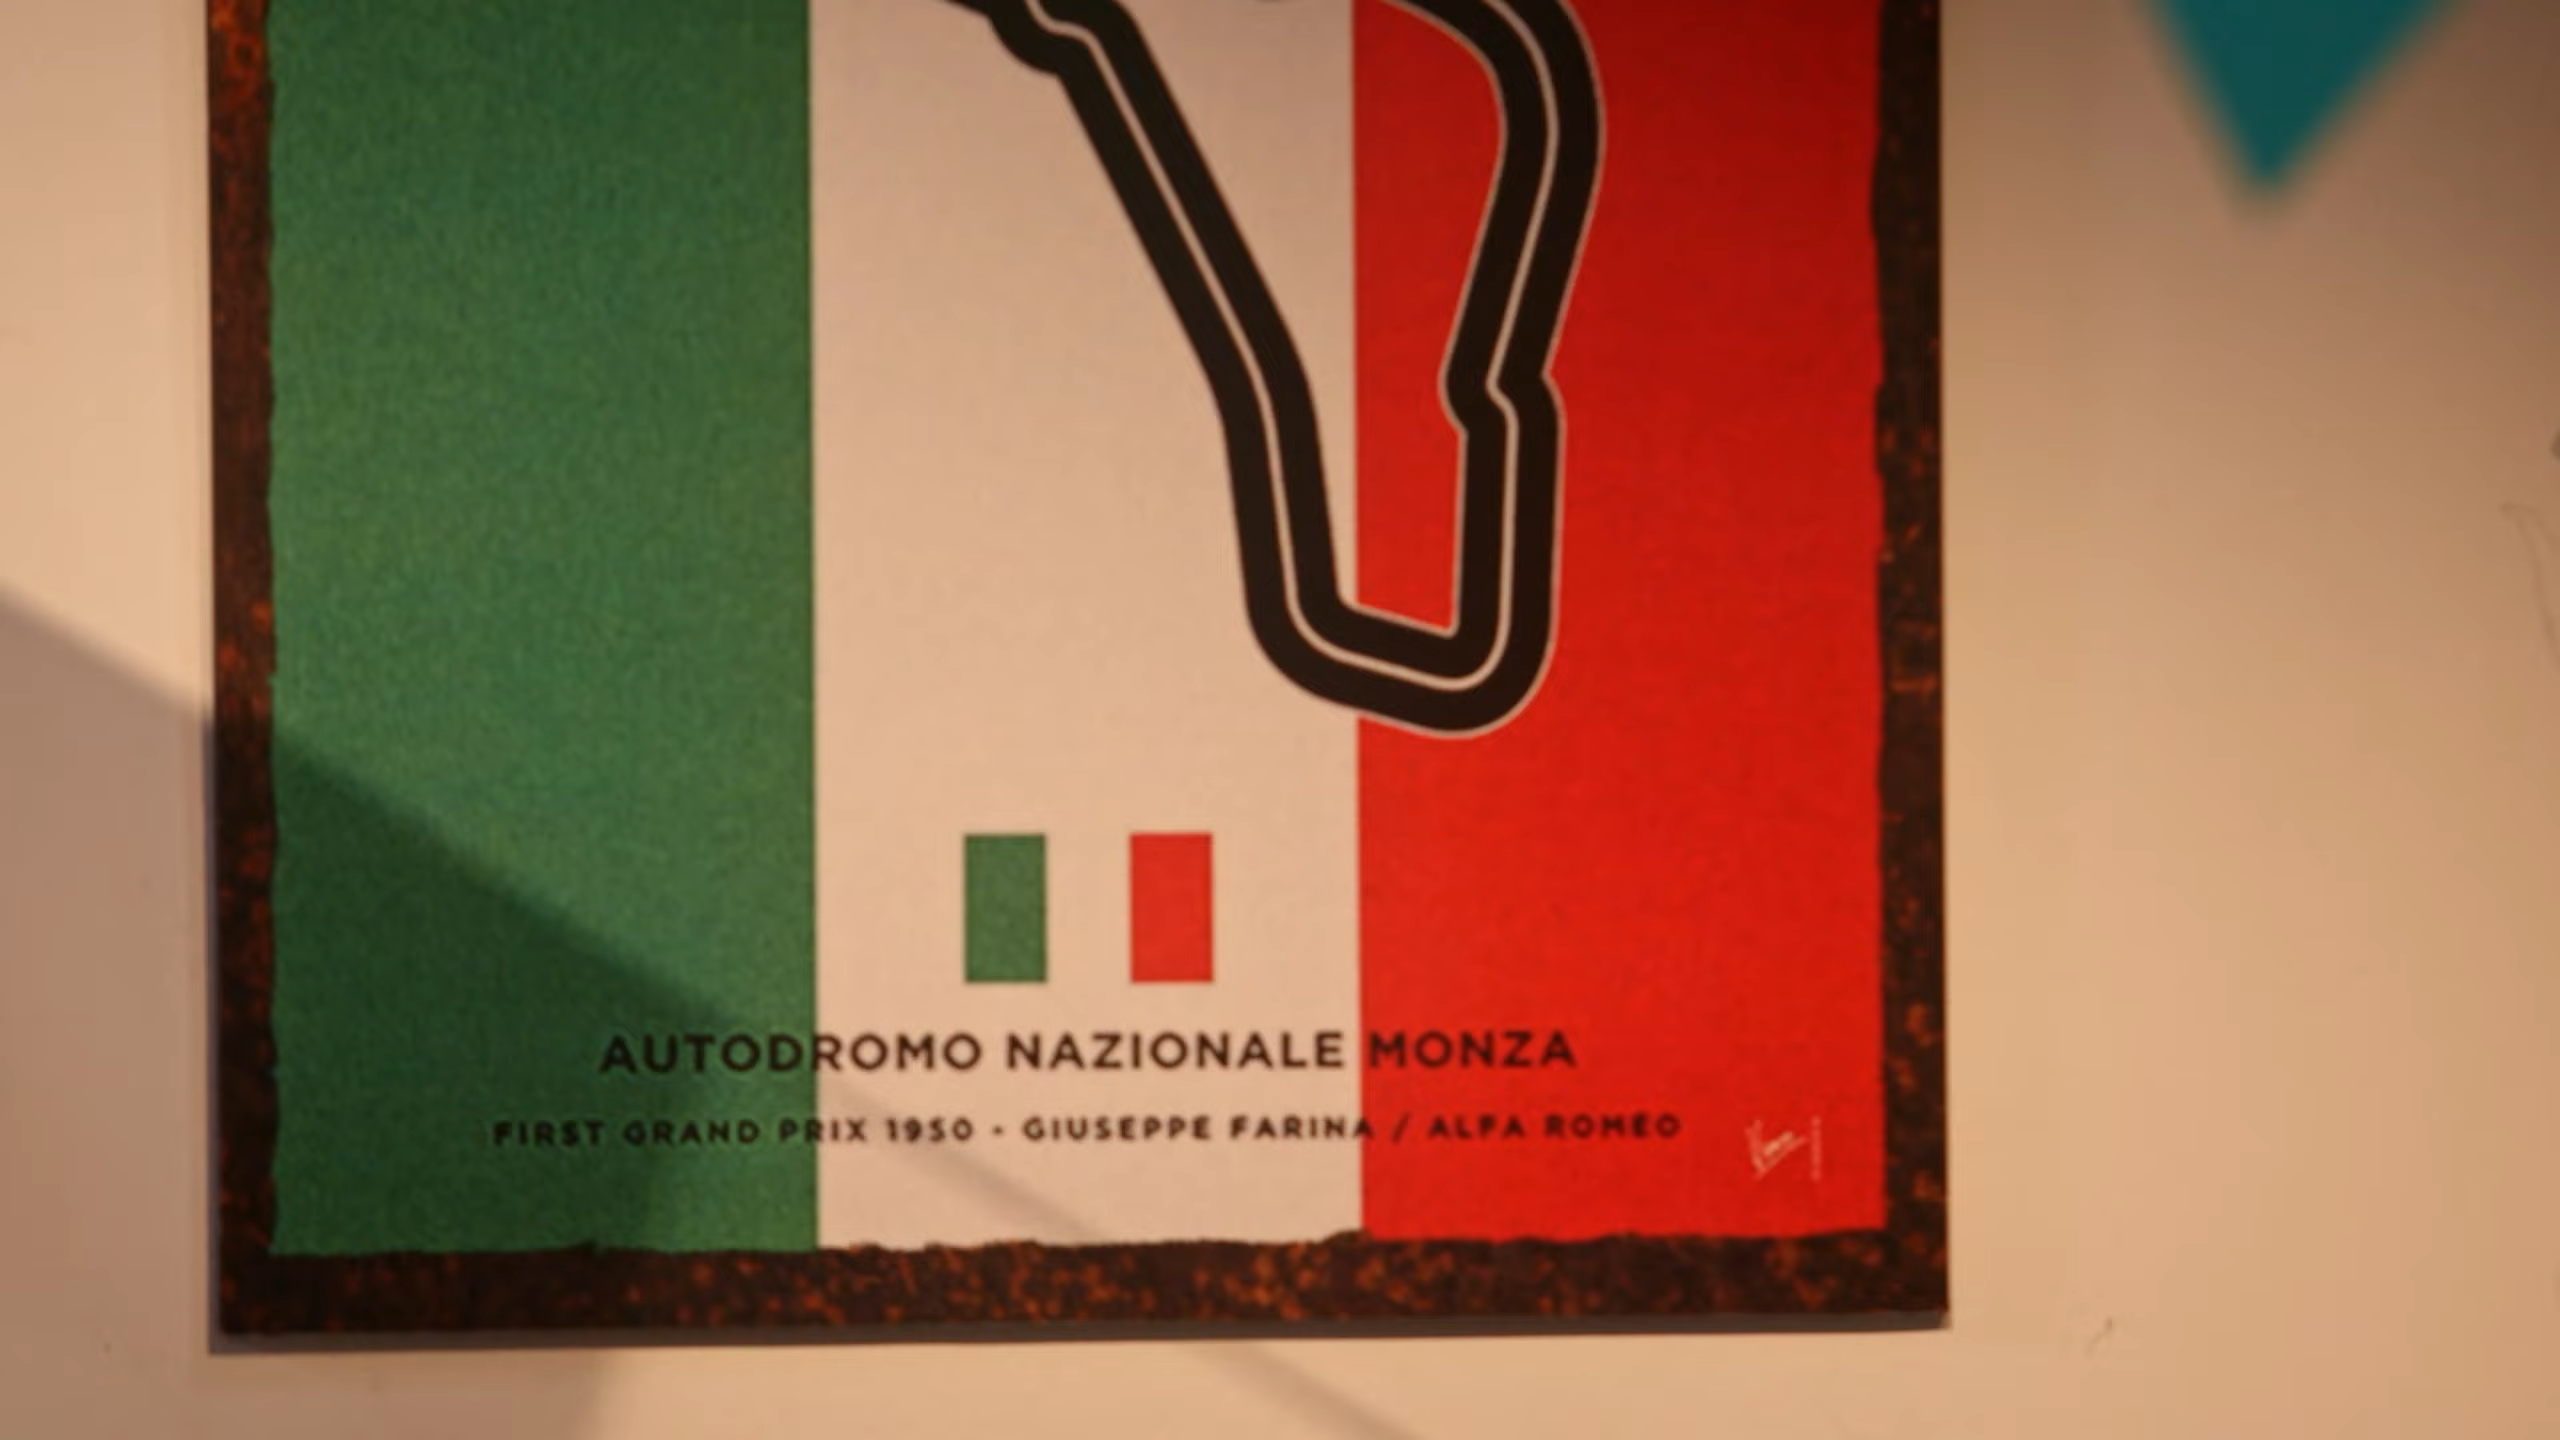 AUTODROMO NAZIONALE MONZA
FIRST GRAND PRIX 1950 - GIUSEPPE FARINA / ALFA ROMEO